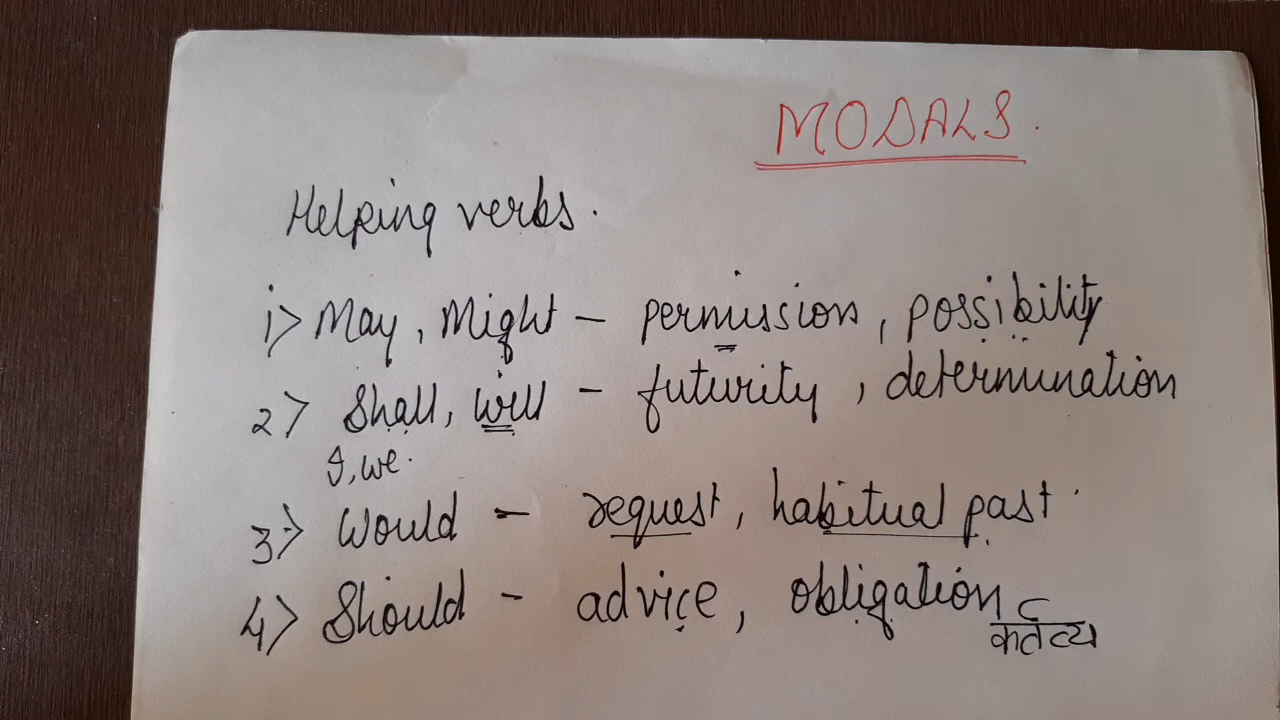 MODALS.
Helping verbs.
1> May, Might - permission, possibility
2> Shall, will - futurity, determination
I, we.
3> Would - request, habitual past.
4> Should - advice, obligation
कर्तव्य